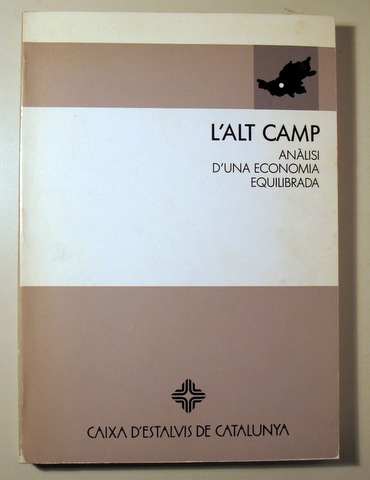 L'ALT CAMP
ANÀLISI
D'UNA ECONOMIA
EQUILIBRADA
CAIXA D'ESTALVIS DE CATALUNYA